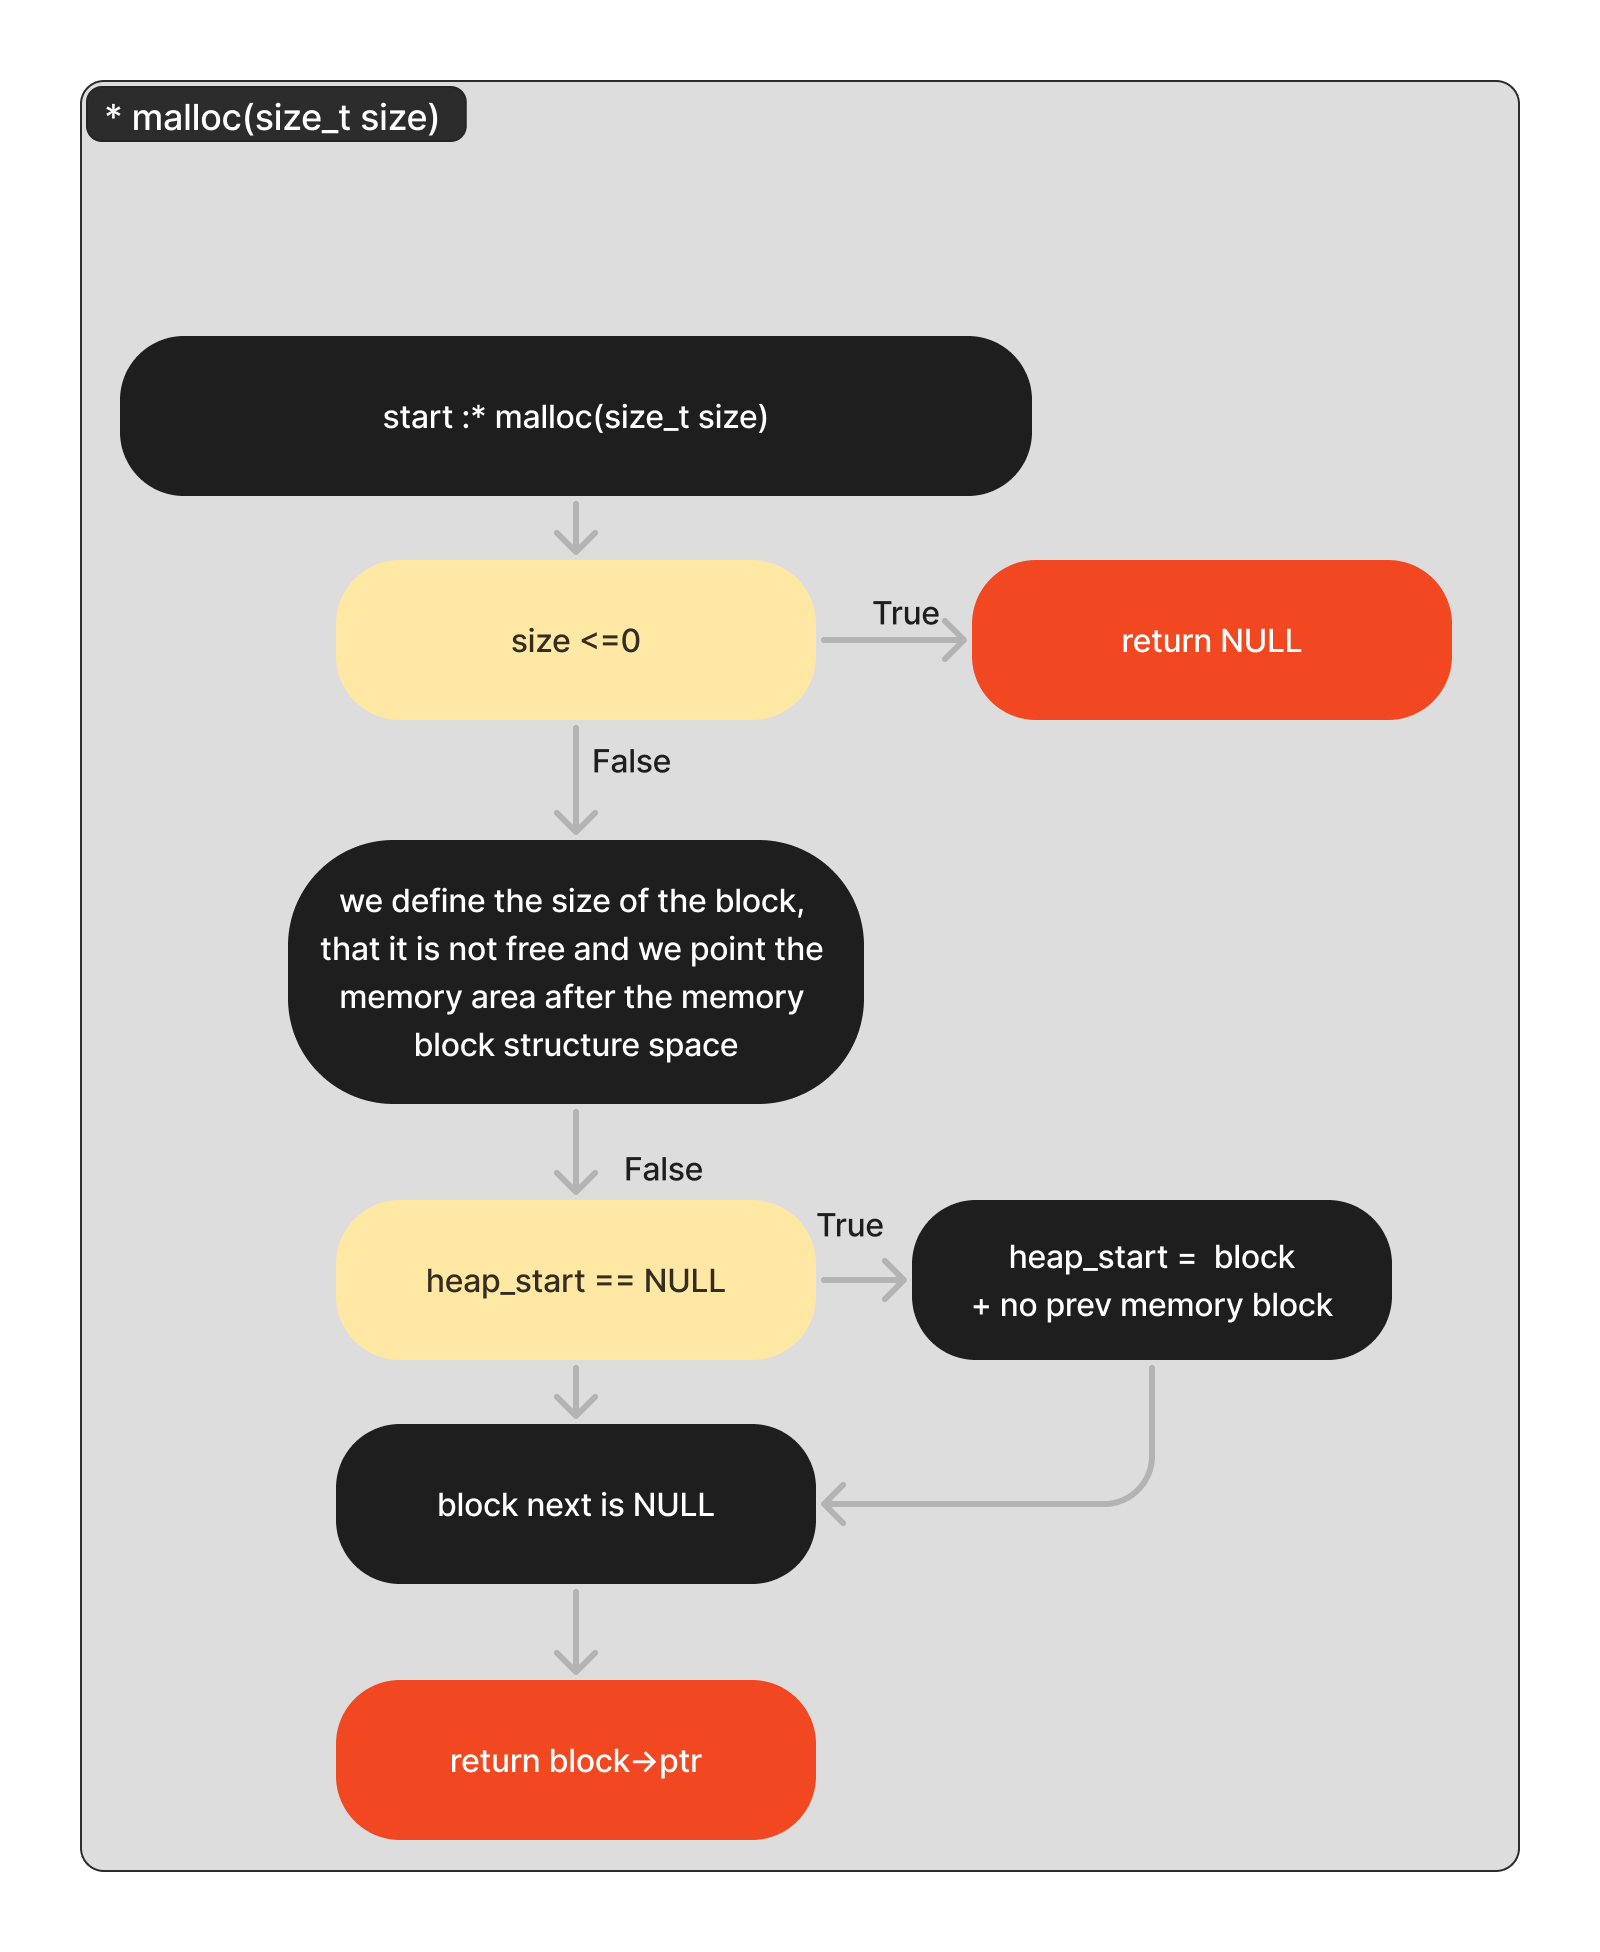 * malloc(size_t size)
start :* malloc(size_t size)
size <=0
True
return NULL
False
we define the size of the block,
that it is not free and we point the
memory area after the memory
block structure space
False
heap_start == NULL
True
heap_start =  block
+ no prev memory block
block next is NULL
return block→ptr